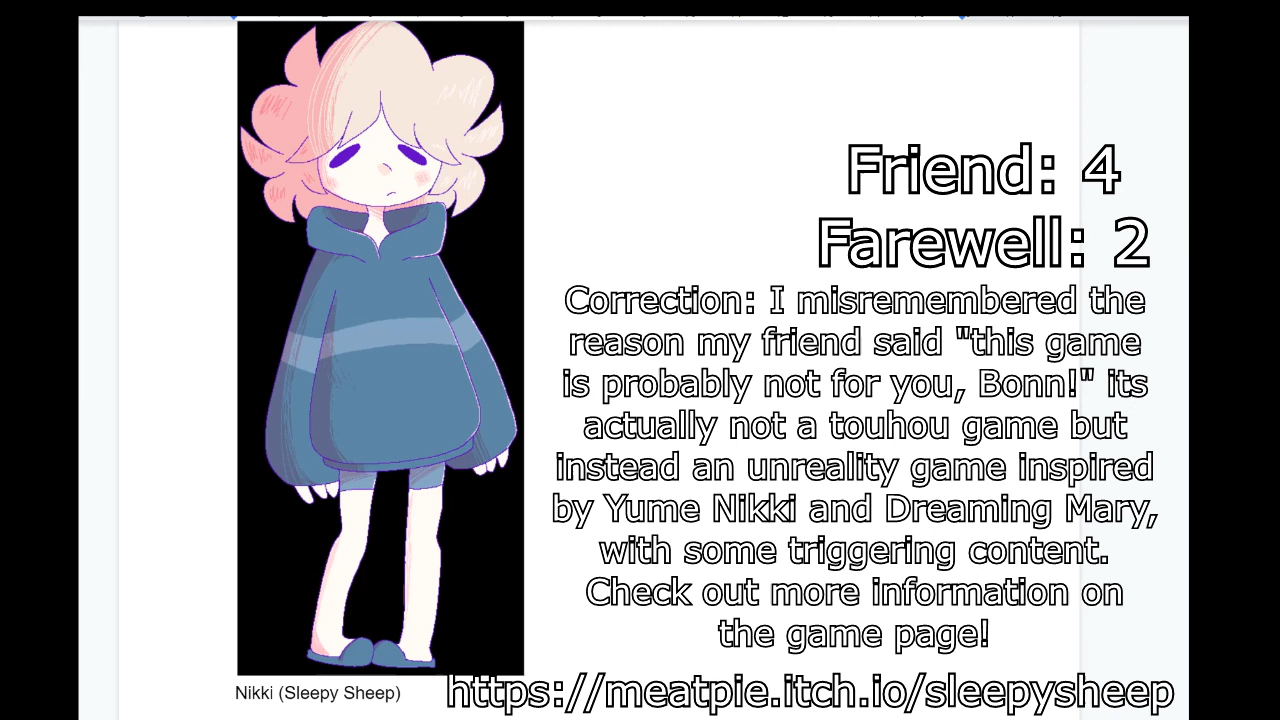 Friend: 4
Farewell: 2
Correction: I misremembered the
reason my friend said "this game
is probably not for you, Bonn!" its
actually not a touhou game but
instead an unreality game inspired
by Yume Nikki and Dreaming Mary,
with some triggering content.
Check out more information on
the game page!
Nikki (Sleepy Sheep)
https://meatpie.itch.io/sleepysheep